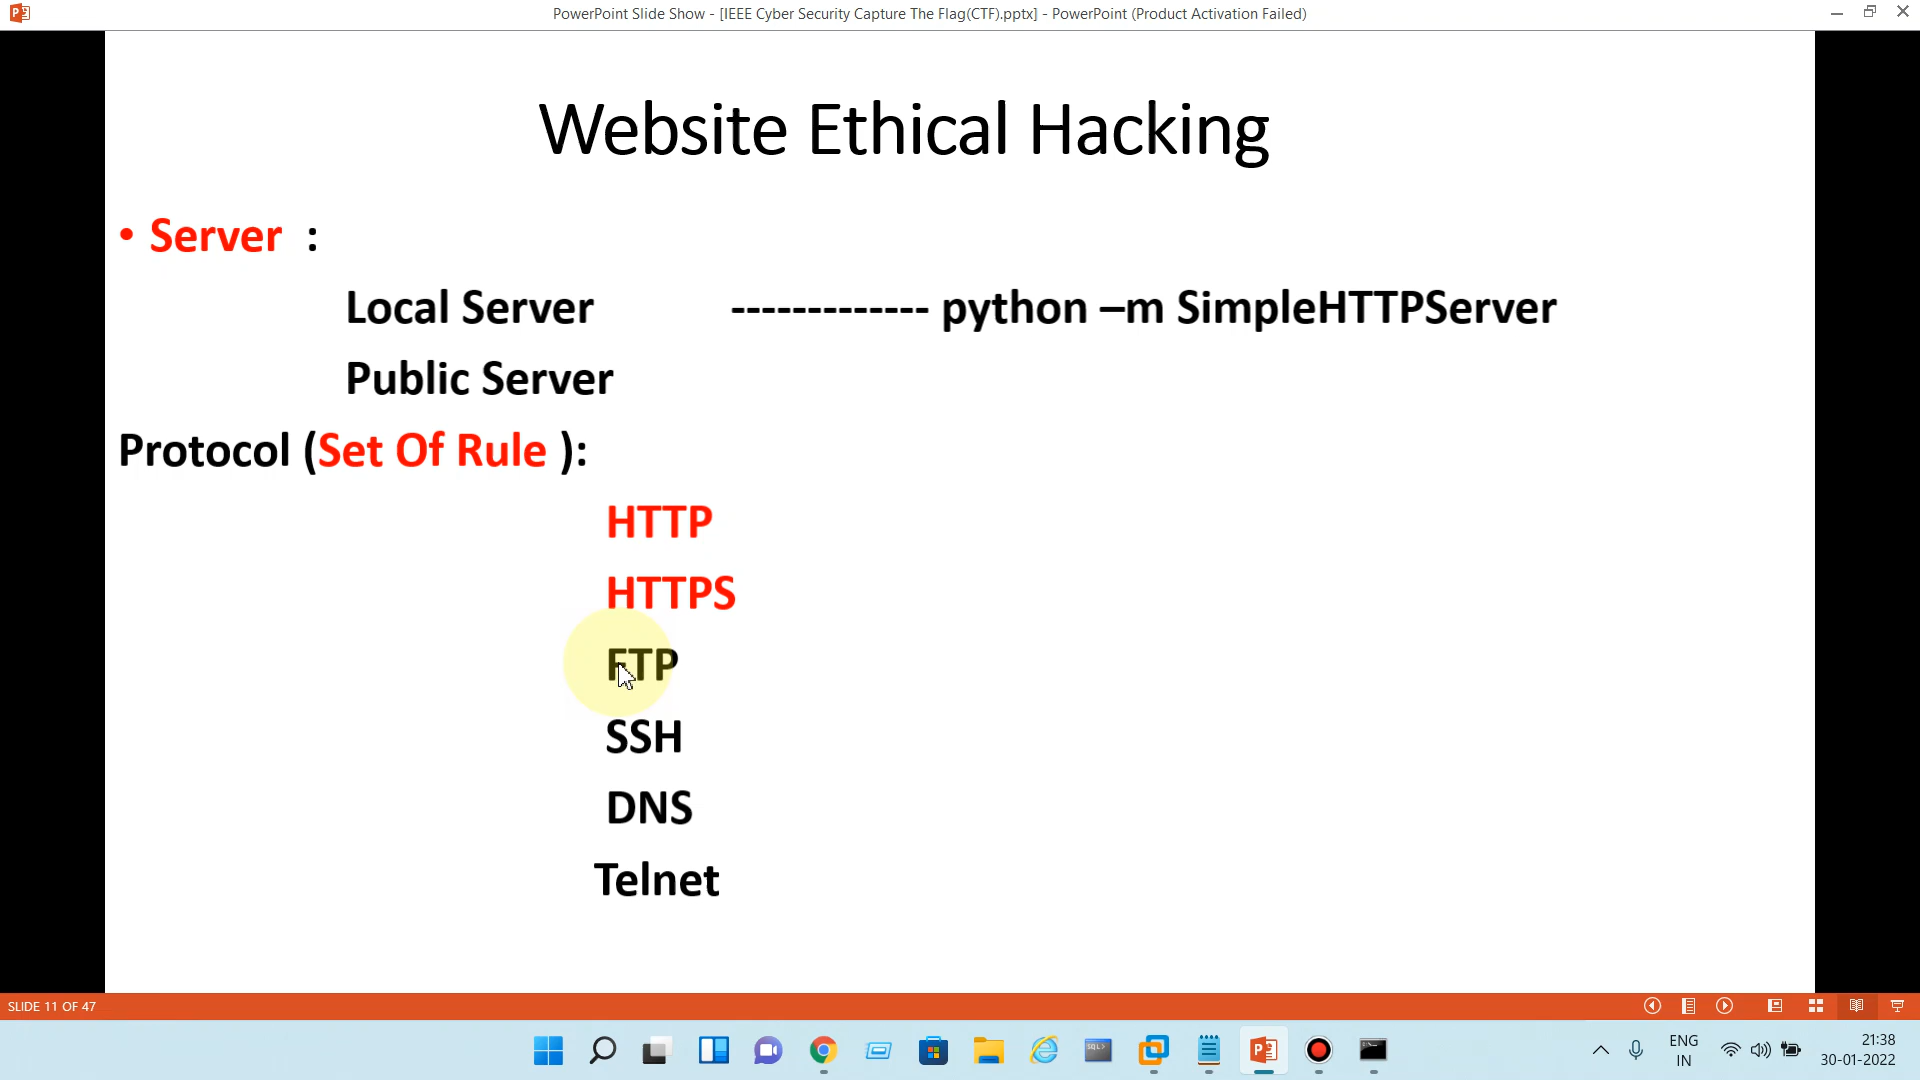 PowerPoint Slide Show - [IEEE Cyber Security Capture The Flag(CTF).pptx] - PowerPoint (Product Activation Failed)
Website Ethical Hacking
• Server :
Local Server ------------- python –m SimpleHTTPServer
Public Server
Protocol (Set Of Rule ):
HTTP
HTTPS
FTP
SSH
DNS
Telnet
SLIDE 11 OF 47
SQL>
ENG
IN
21:38
30-01-2022